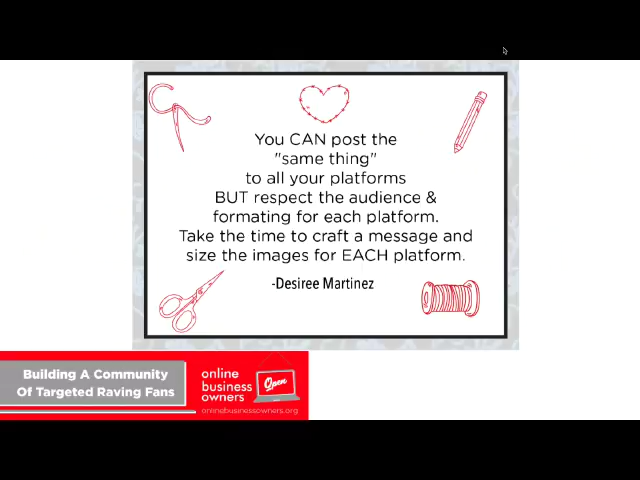 You CAN post the
"same thing"
to all your platforms
BUT respect the audience &
formating for each platform.
Take the time to craft a message and
size the images for EACH platform.
-Desiree Martinez
Building A Community
Of Targeted Raving Fans
online
business
owners
Open
onlinebusinessowners.org